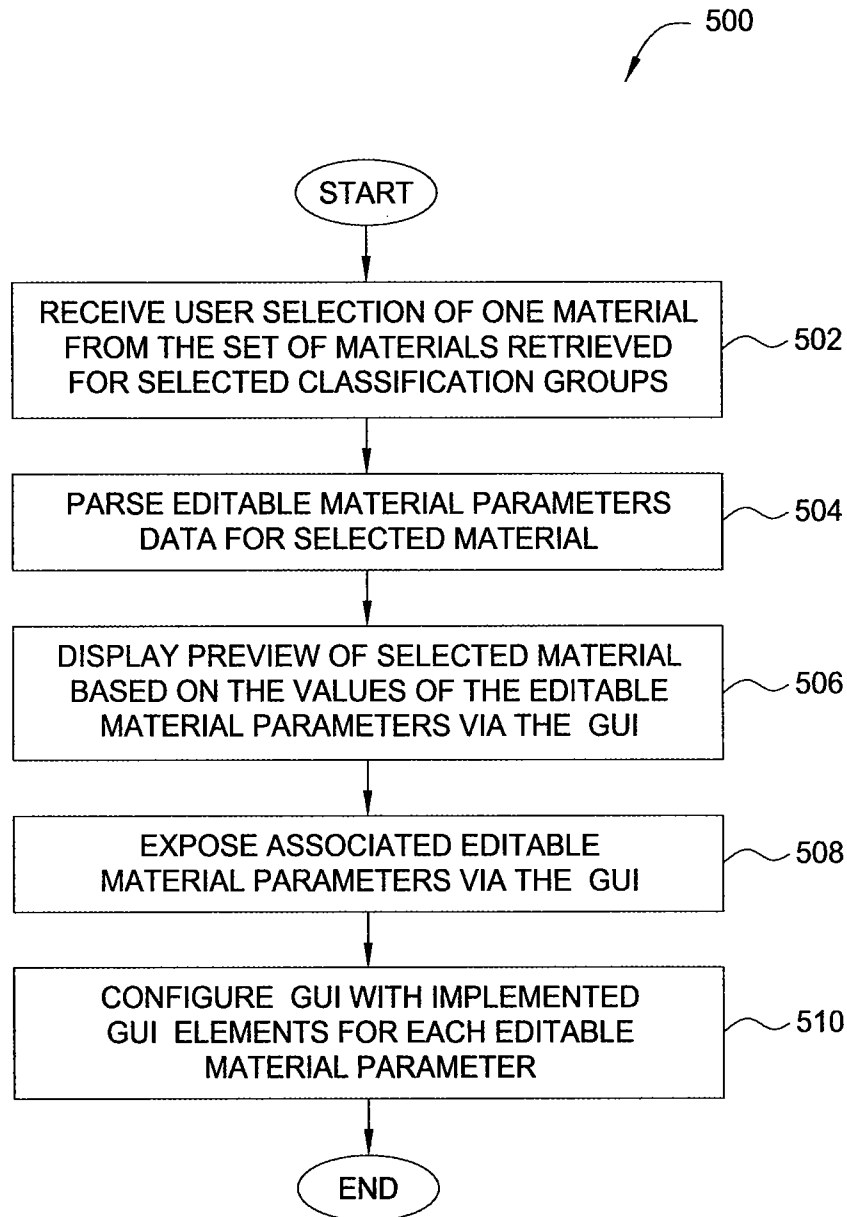 500
START
RECEIVE USER SELECTION OF ONE MATERIAL
FROM THE SET OF MATERIALS RETRIEVED
FOR SELECTED CLASSIFICATION GROUPS
502
PARSE EDITABLE MATERIAL PARAMETERS
DATA FOR SELECTED MATERIAL
504
DISPLAY PREVIEW OF SELECTED MATERIAL
BASED ON THE VALUES OF THE EDITABLE
MATERIAL PARAMETERS VIA THE GUI
506
EXPOSE ASSOCIATED EDITABLE
MATERIAL PARAMETERS VIA THE GUI
508
CONFIGURE GUI WITH IMPLEMENTED
GUI ELEMENTS FOR EACH EDITABLE
MATERIAL PARAMETER
510
END